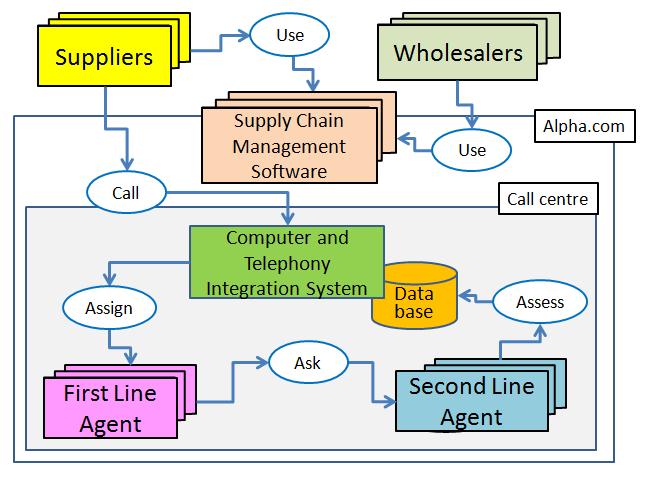 Suppliers
Use
Wholesalers
Supply Chain
Management
Software
Alpha.com
Use
Call
Call centre
Computer and
Telephony
Integration System
Data
base
Assign
Assess
Ask
First Line
Agent
Second Line
Agent